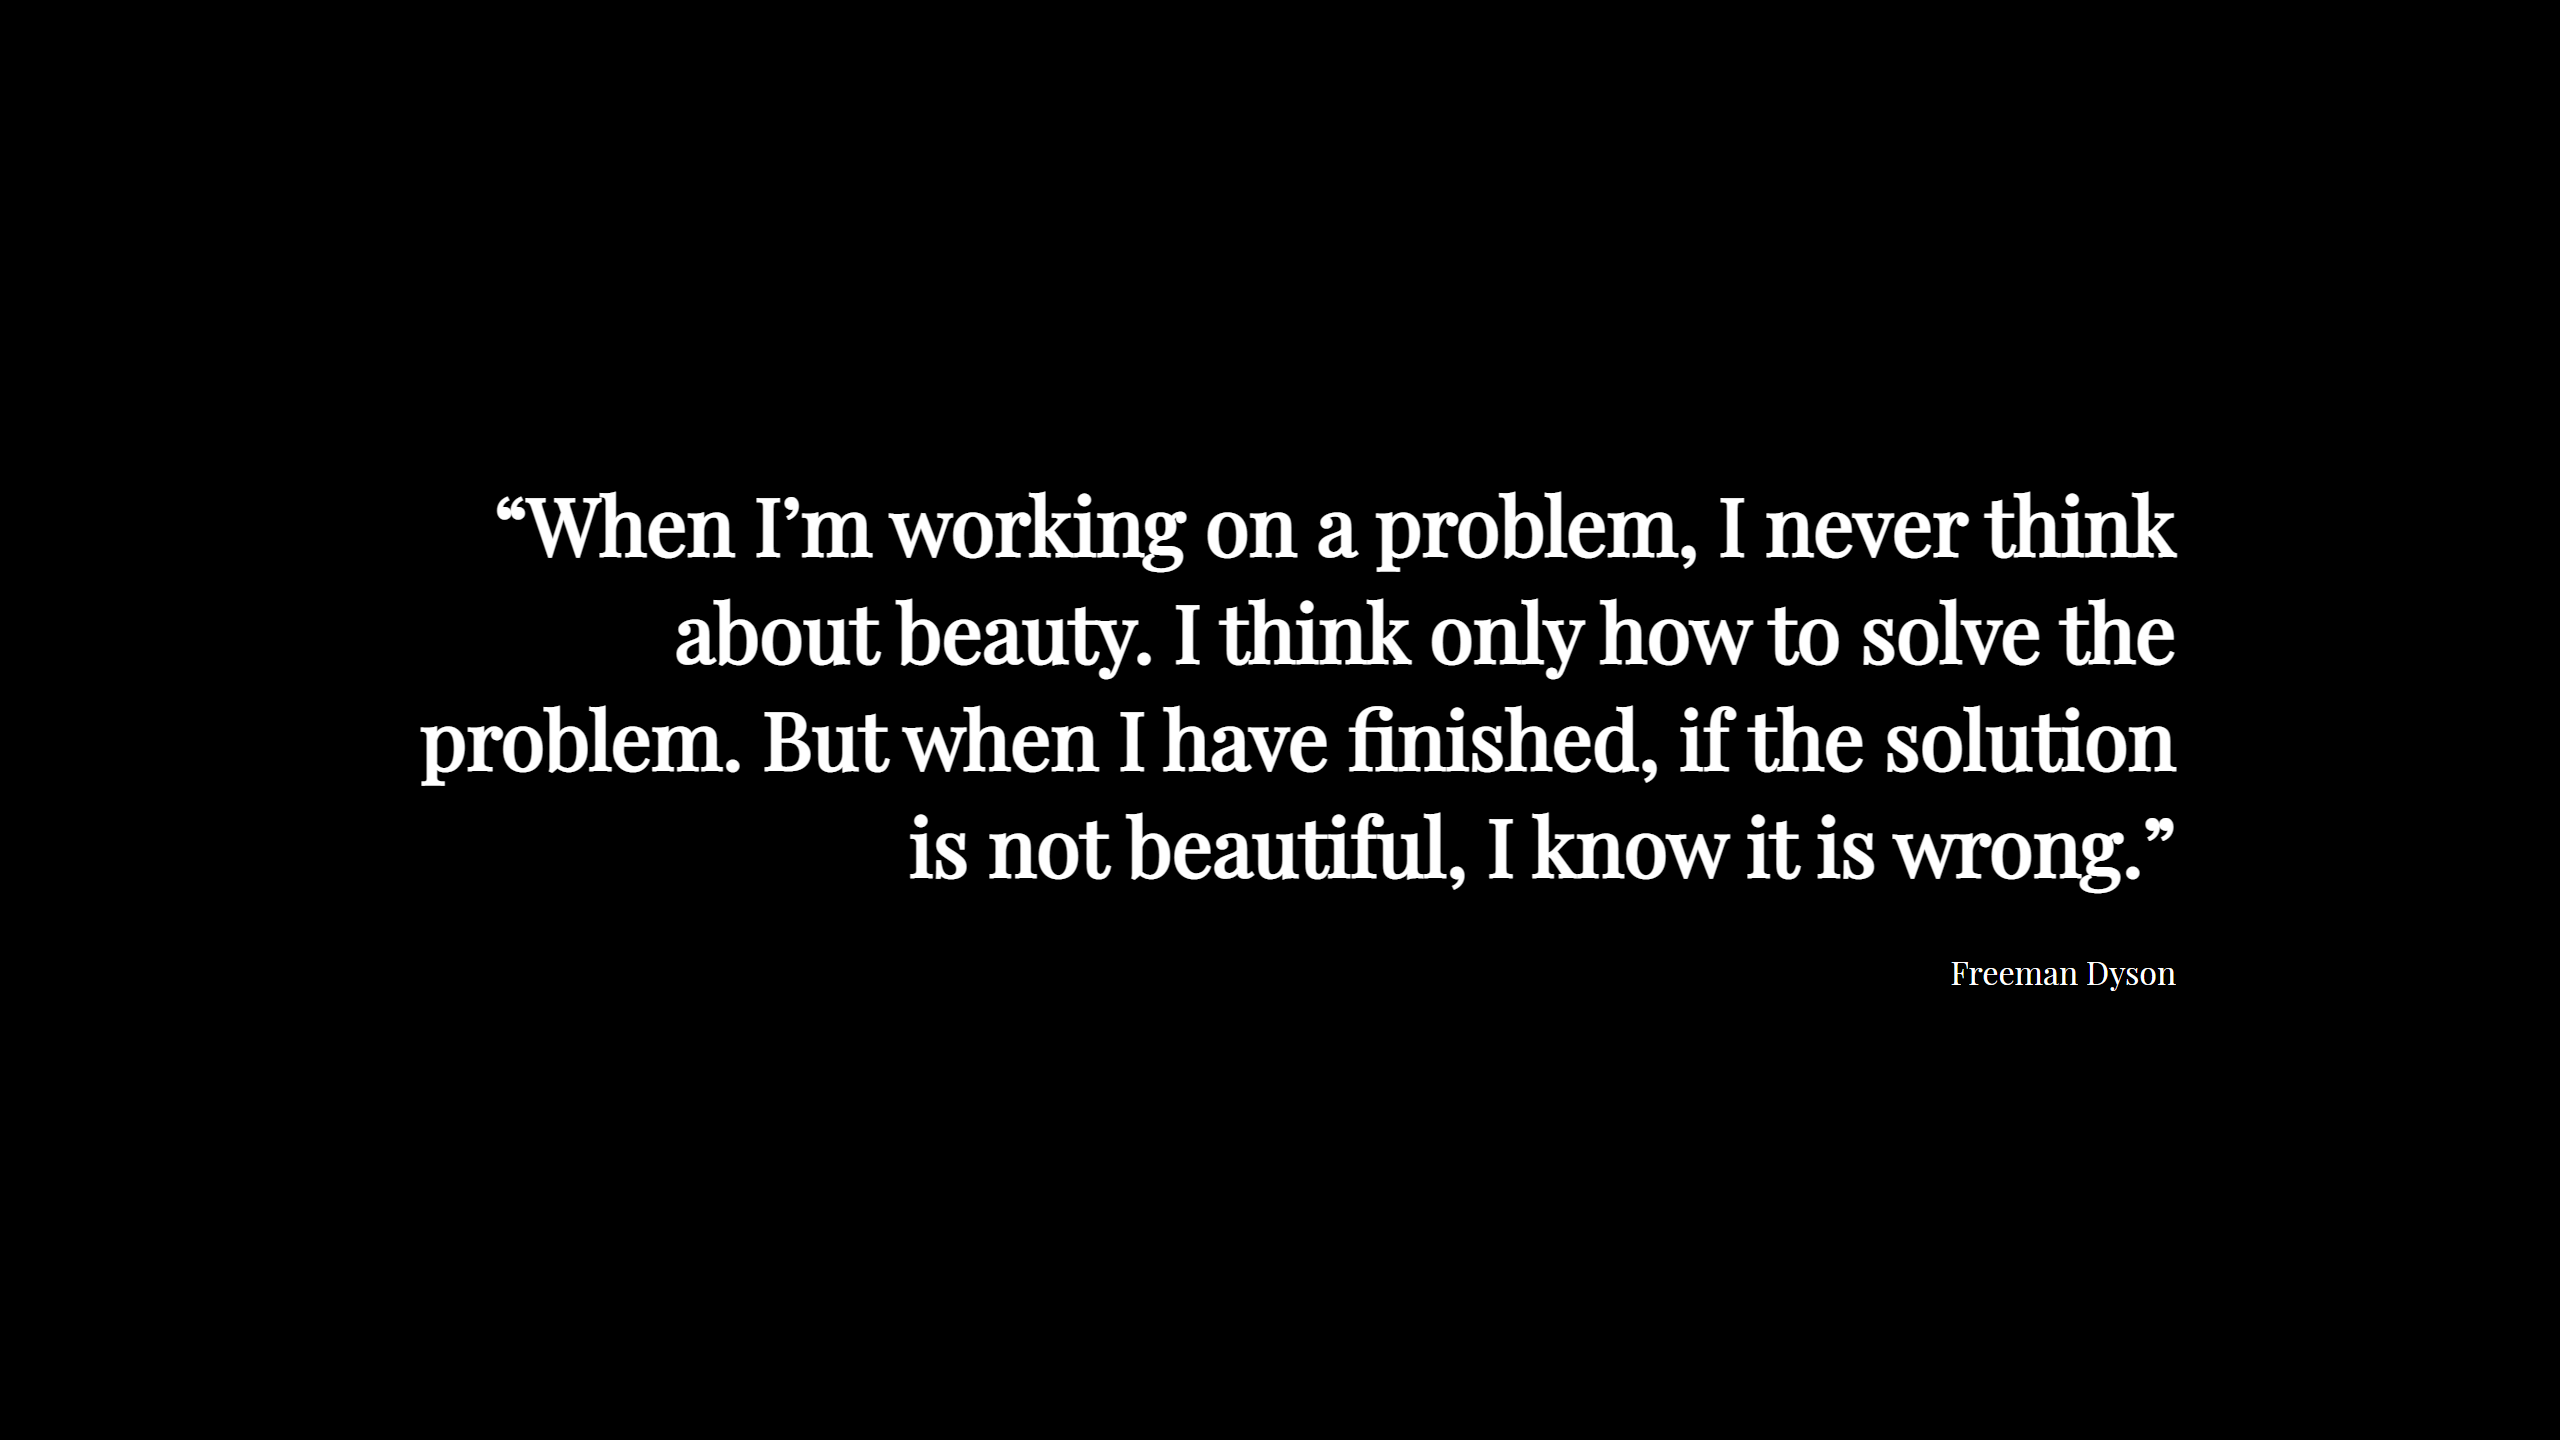 “When I’m working on a problem, I never think
about beauty. I think only how to solve the
problem. But when I have finished, if the solution
is not beautiful, I know it is wrong.”
Freeman Dyson